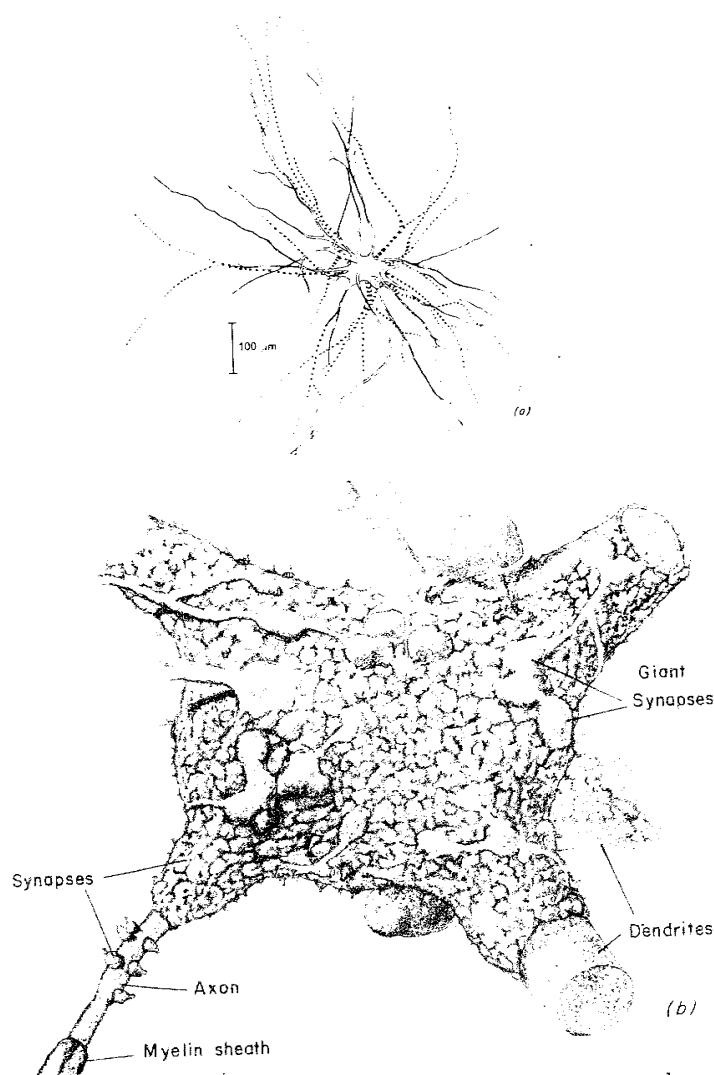 100 µm
(a)
Giant
Synapses
Synapses
Dendrites
Axon
(b)
Myelin sheath